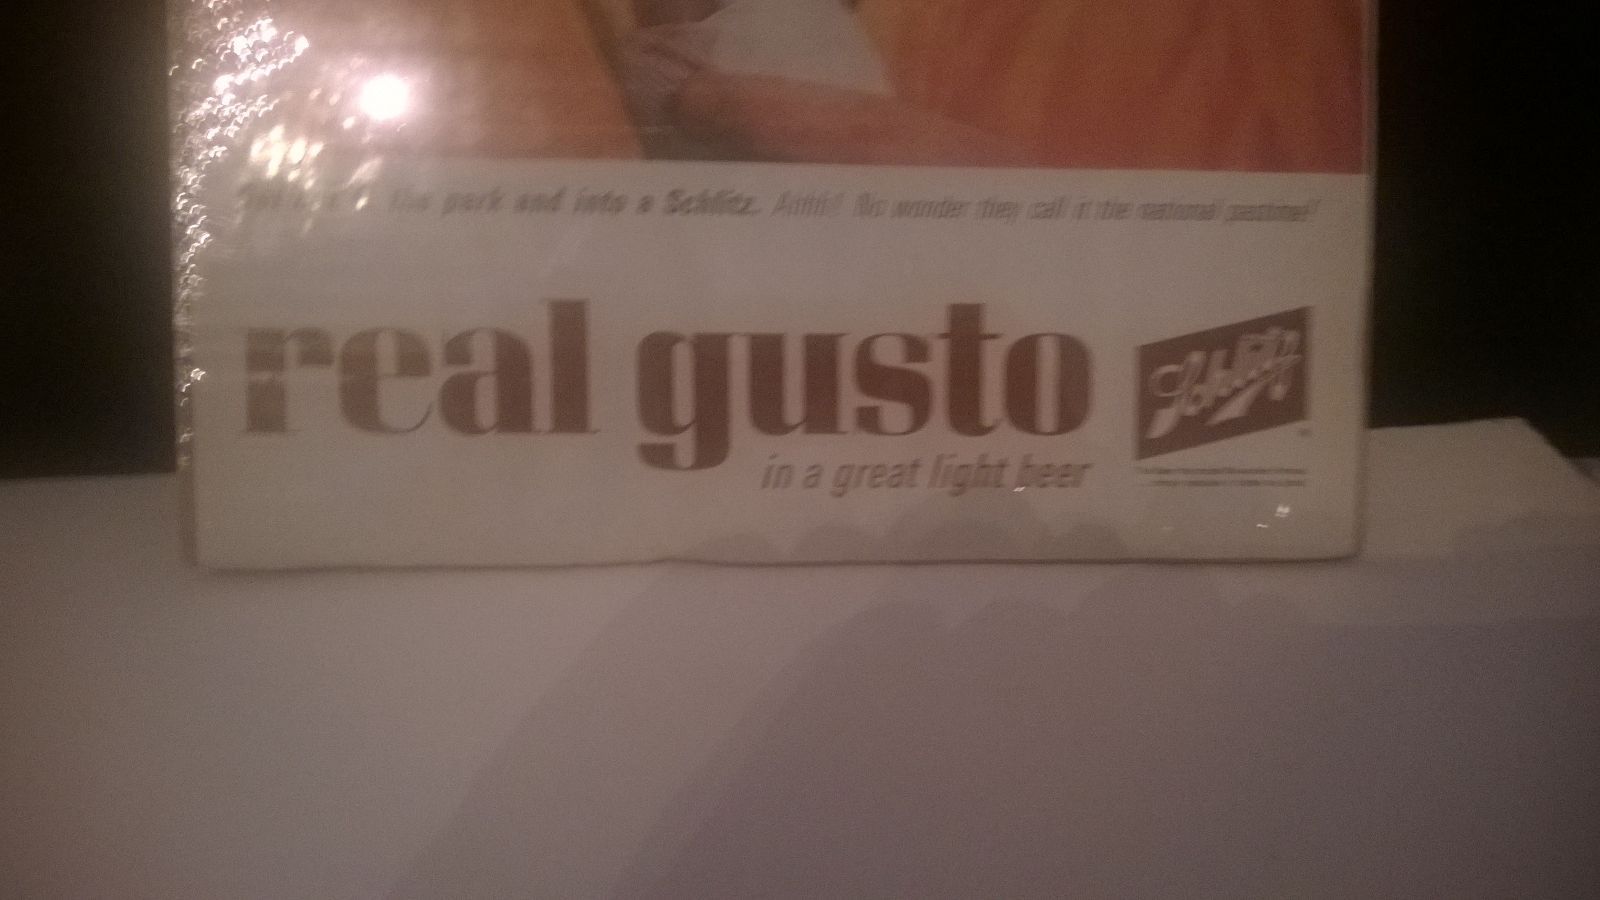 the park and into a Schlitz. Ahhh! No wonder they call it the national pastime!
real gusto
in a great light beer
Schlitz